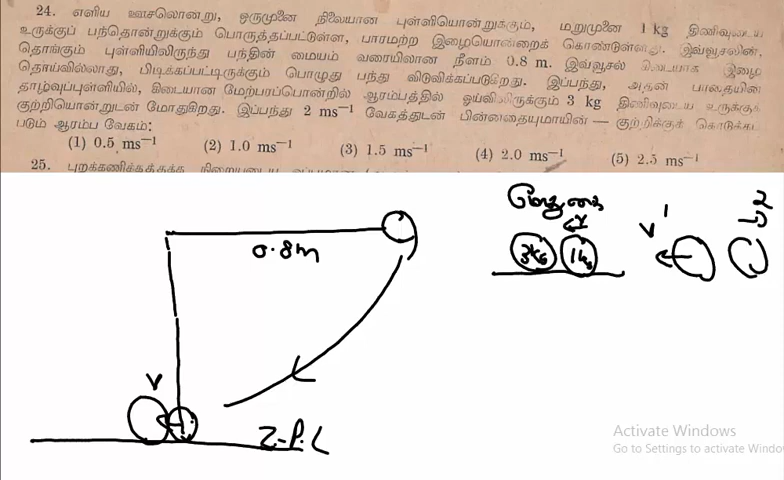 24. எளிய ஊசலொன்று, ஒருமுனை நிலையான புள்ளியொன்றுக்கும், மறுமுனை 1 kg திணிவுடைய
உருக்குப் பந்தொன்றுக்கும் பொருத்தப்பட்டுள்ள, பாரமற்ற இழையொன்றைக் கொண்டுள்ளது. இவ்வூசலின்,
தொங்கும் புள்ளியிலிருந்து பந்தின் மையம் வரையிலான நீளம் 0.8 m. இவ்வூசல் கிடையாக இழை
தொய்வில்லாது, பிடிக்கப்பட்டிருக்கும் பொழுது பந்து விடுவிக்கப்படுகிறது. இப்பந்து, அதன் பாதையின்
தாழ்வுப்புள்ளியில், கிடையான மேற்பரப்பொன்றில் ஆரம்பத்தில் ஓய்விலிருக்கும் 3 kg திணிவுடைய உருக்குக்
குற்றியொன்றுடன் மோதுகிறது. இப்பந்து 2 ms⁻¹ வேகத்துடன் பின்னதையுமாயின் — குற்றிக்குக் கொடுக்கப்
படும் ஆரம்ப வேகம்:
(1) 0.5 ms⁻¹ (2) 1.0 ms⁻¹ (3) 1.5 ms⁻¹ (4) 2.0 ms⁻¹ (5) 2.5 ms⁻¹
25.
2
V'
3kg 1kg
0.8m
V
Z.P.L
Activate Windows
Go to Settings to activate Windo